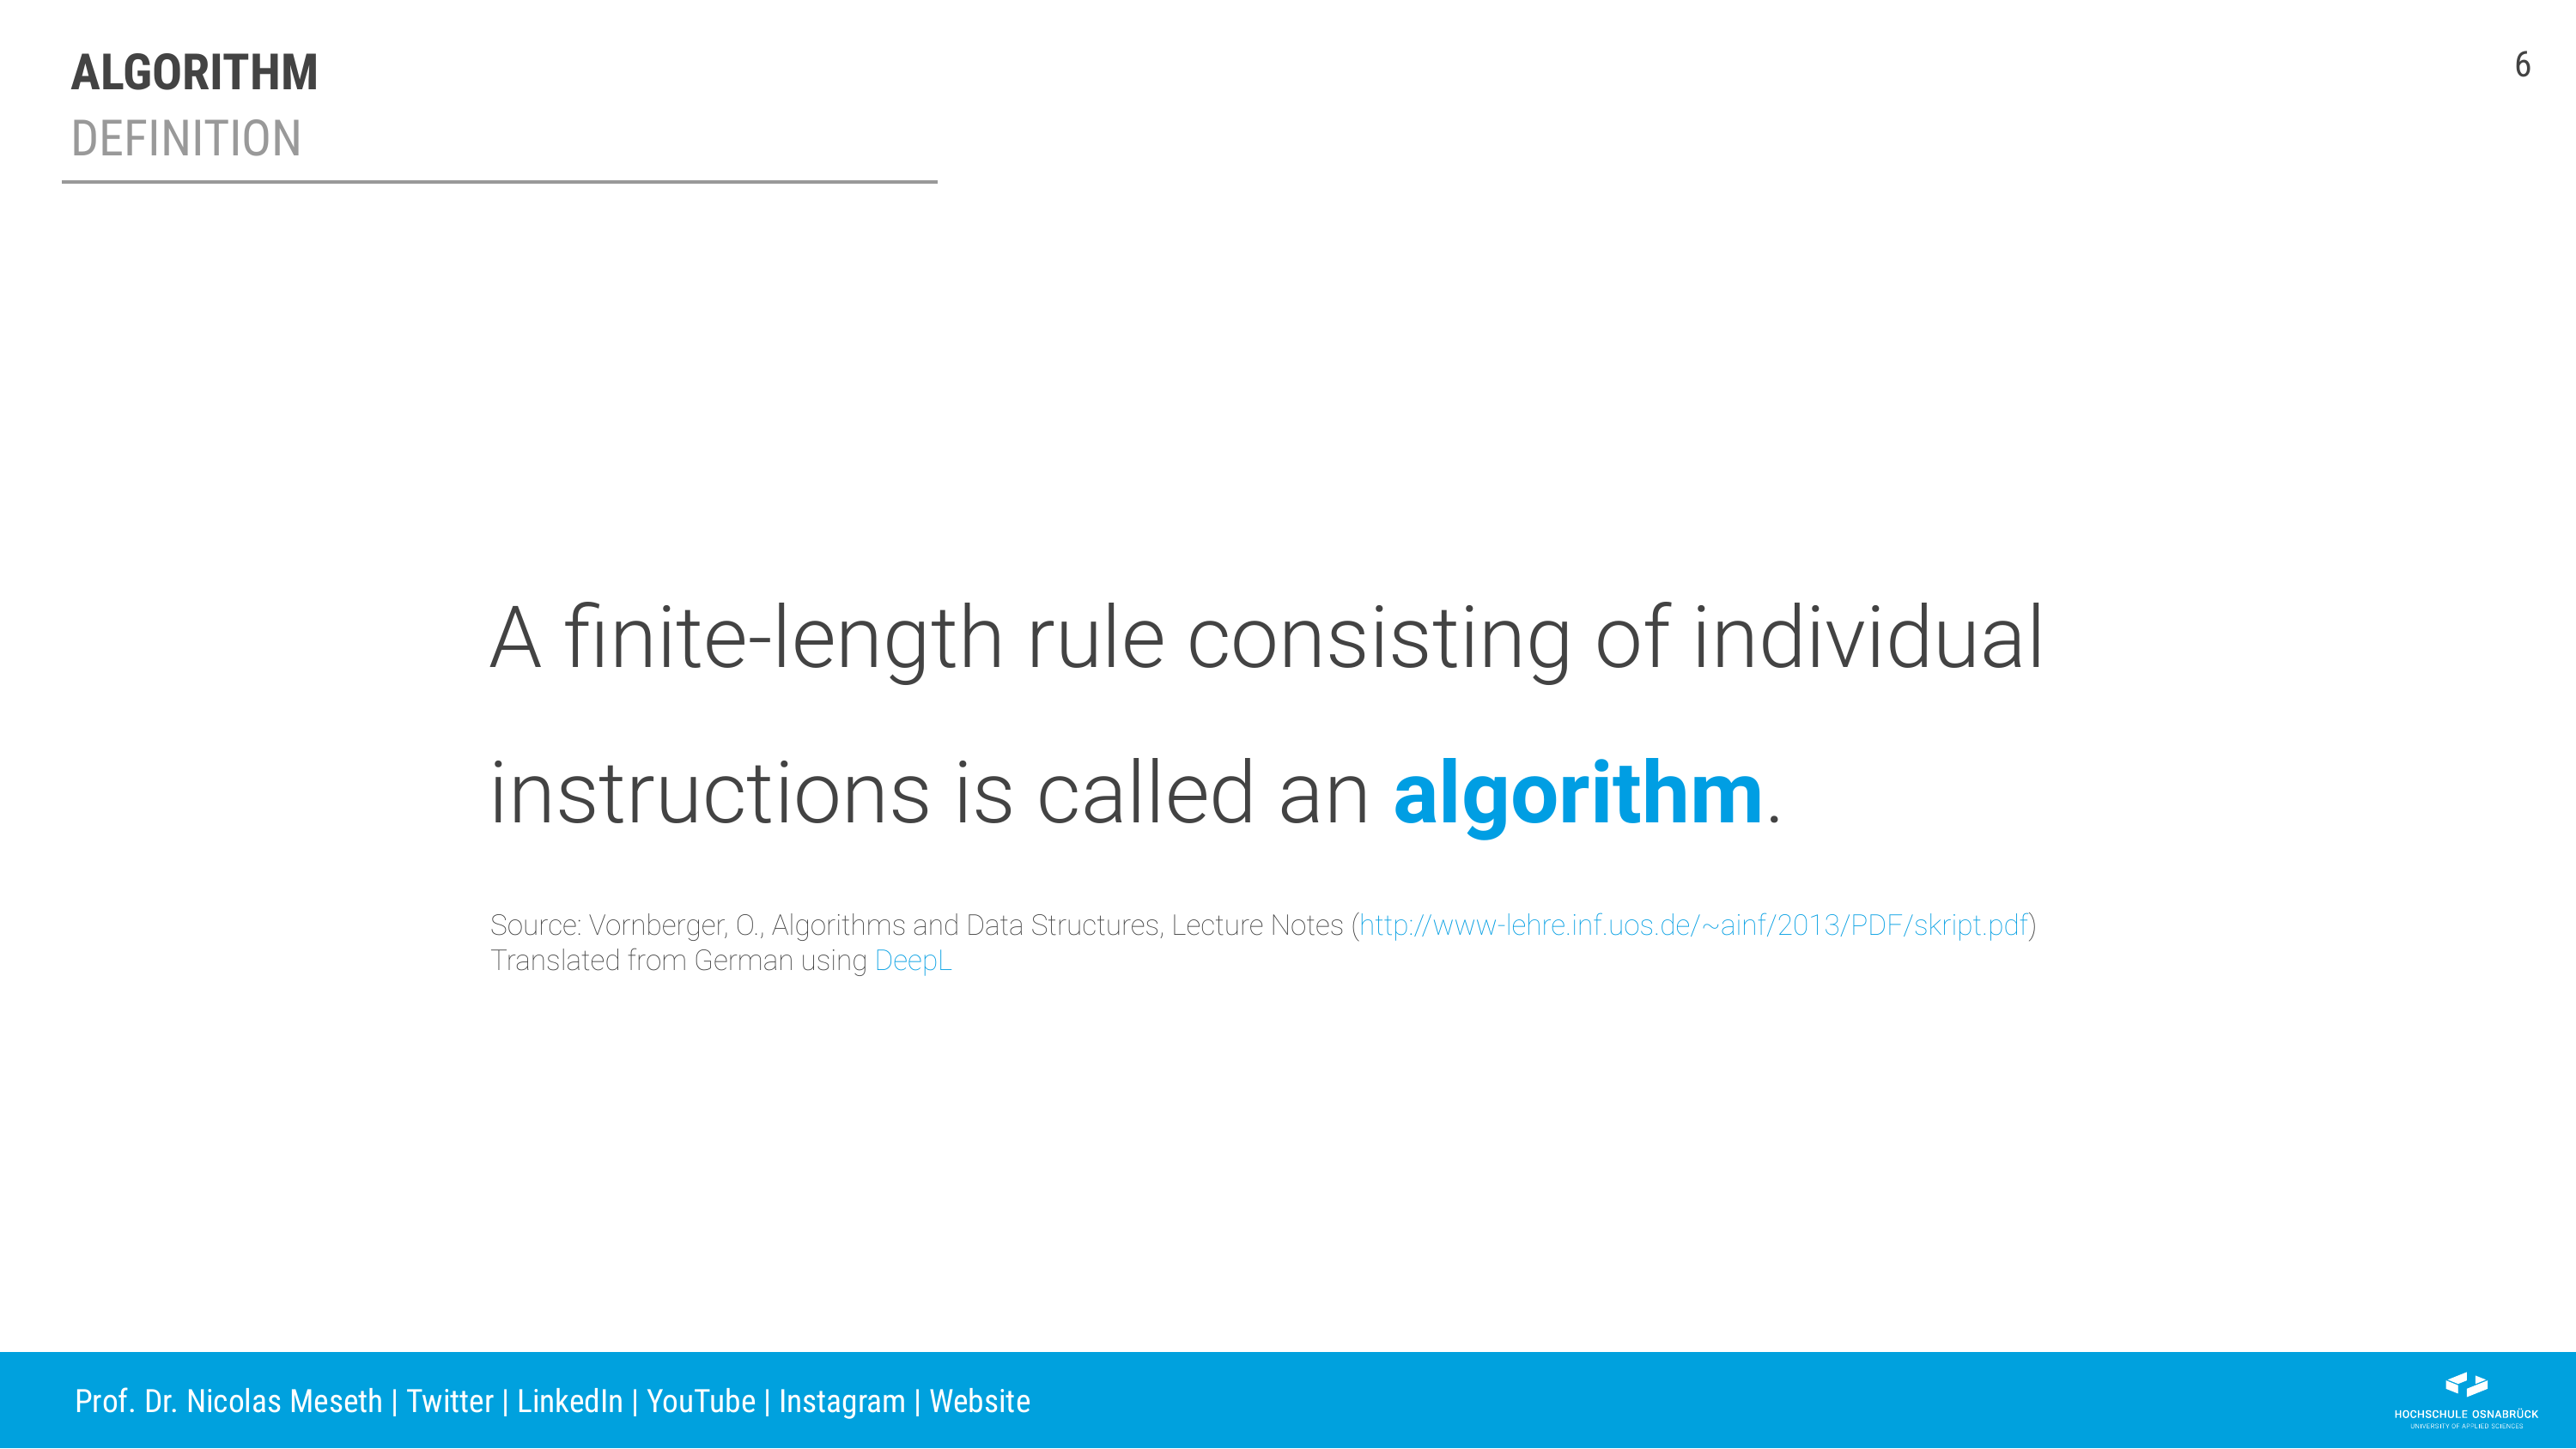 ALGORITHM
6
DEFINITION
A finite-length rule consisting of individual
instructions is called an algorithm.
Source: Vornberger, O., Algorithms and Data Structures, Lecture Notes (http://www-lehre.inf.uos.de/~ainf/2013/PDF/skript.pdf)
Translated from German using DeepL
Prof. Dr. Nicolas Meseth | Twitter | LinkedIn | YouTube | Instagram | Website
HOCHSCHULE OSNABRÜCK
UNIVERSITY OF APPLIED SCIENCES